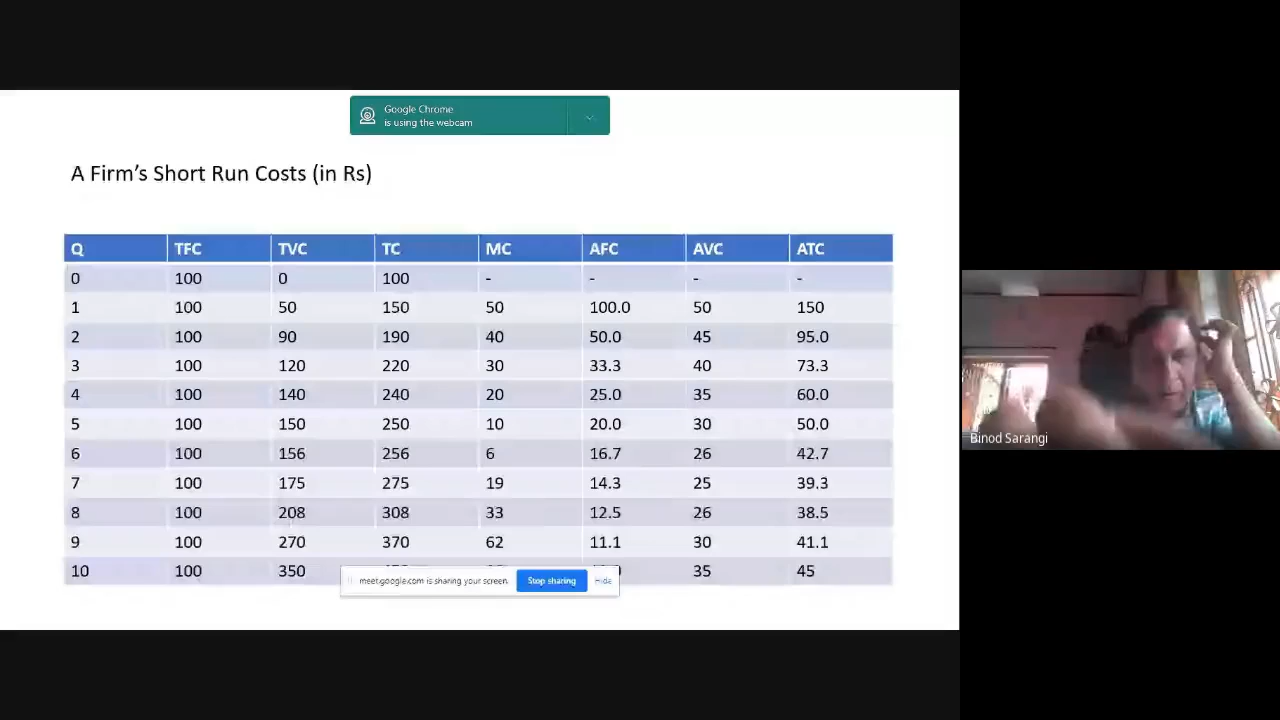 Google Chrome
is using the webcam
A Firm's Short Run Costs (in Rs)
Q TFC TVC TC MC AFC AVC ATC
0 100 0 100 - - - -
1 100 50 150 50 100.0 50 150
2 100 90 190 40 50.0 45 95.0
3 100 120 220 30 33.3 40 73.3
4 100 140 240 20 25.0 35 60.0
5 100 150 250 10 20.0 30 50.0
6 100 156 256 6 16.7 26 42.7
7 100 175 275 19 14.3 25 39.3
8 100 208 308 33 12.5 26 38.5
9 100 270 370 62 11.1 30 41.1
10 100 350 35 45
meet.google.com is sharing your screen. Stop sharing Hide
Binod Sarangi